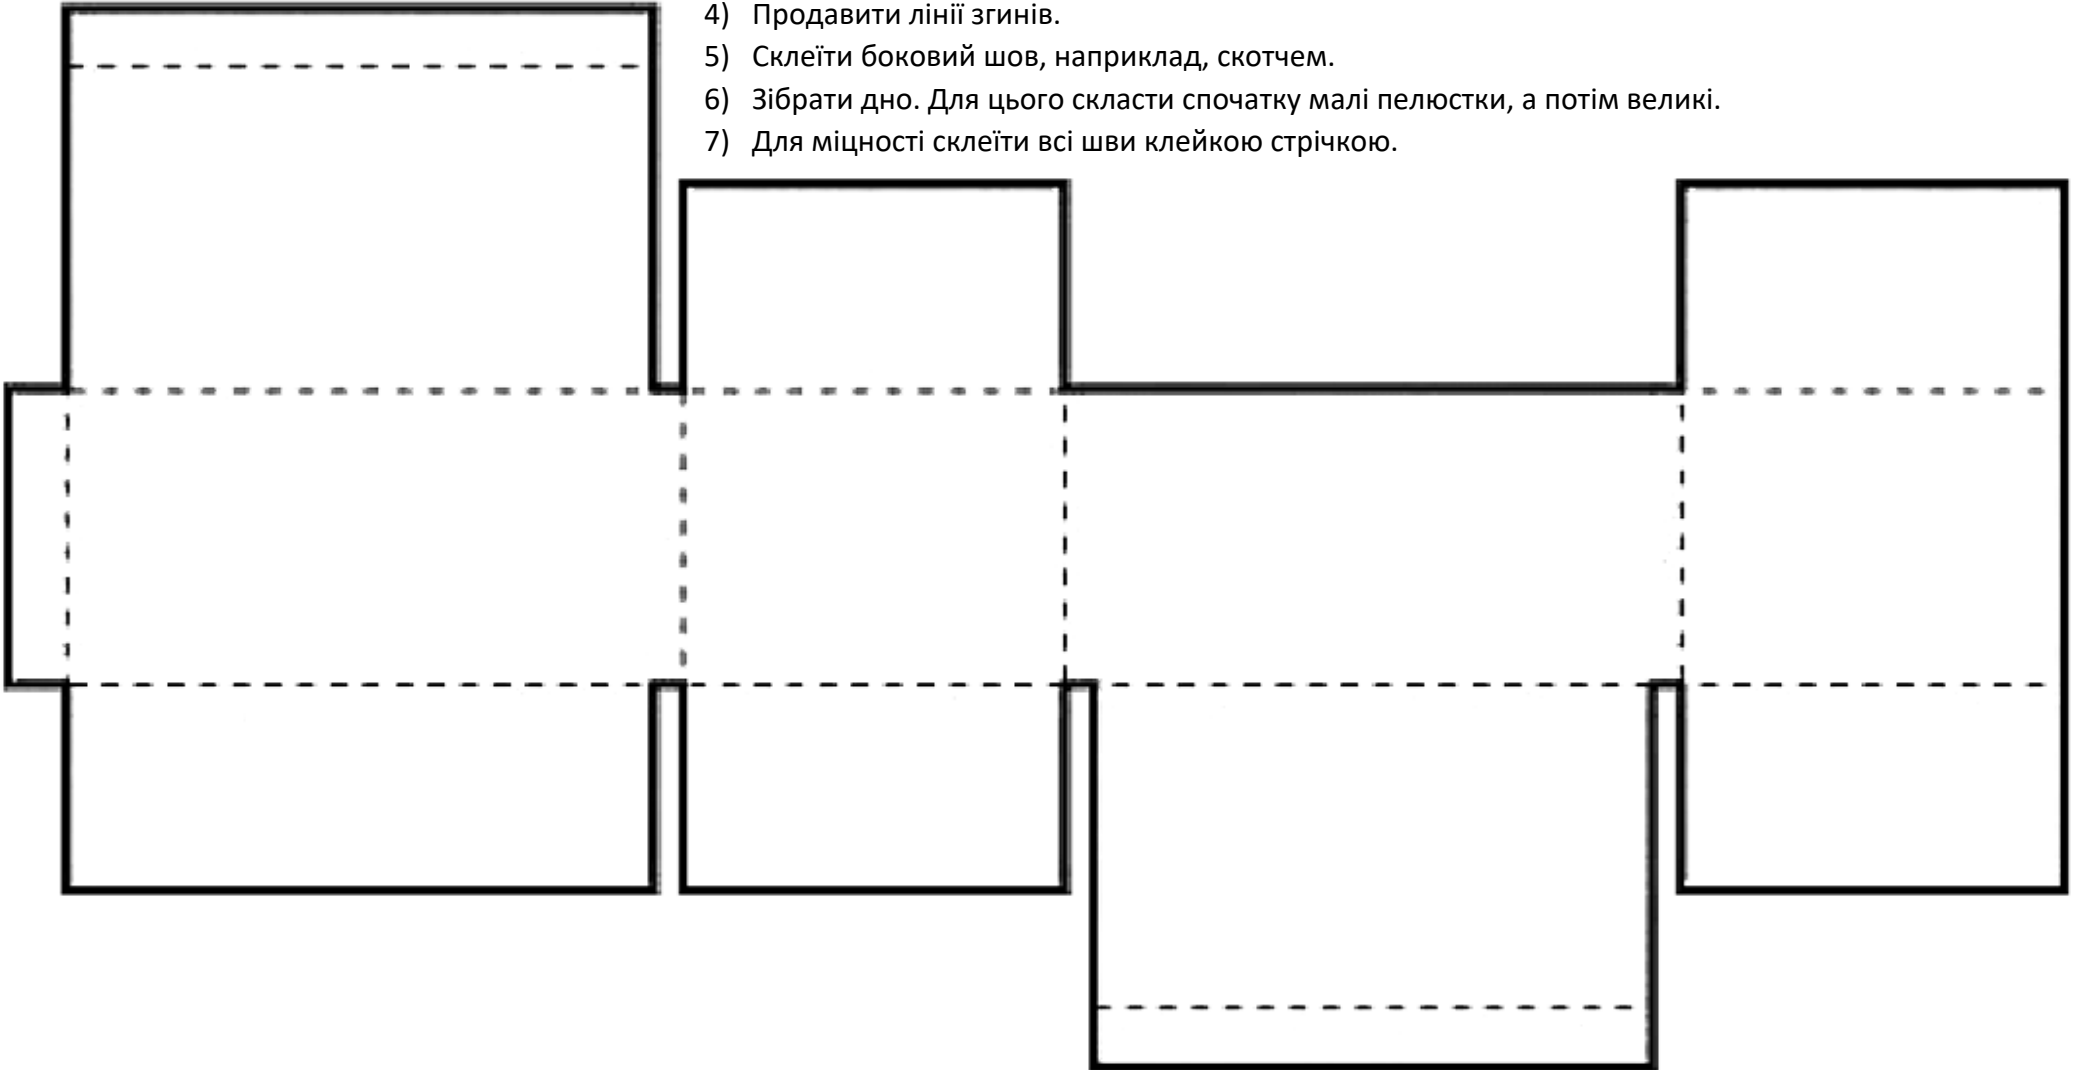 4) Продавити лінії згинів.
5) Склеїти боковий шов, наприклад, скотчем.
6) Зібрати дно. Для цього скласти спочатку малі пелюстки, а потім великі.
7) Для міцності склеїти всі шви клейкою стрічкою.